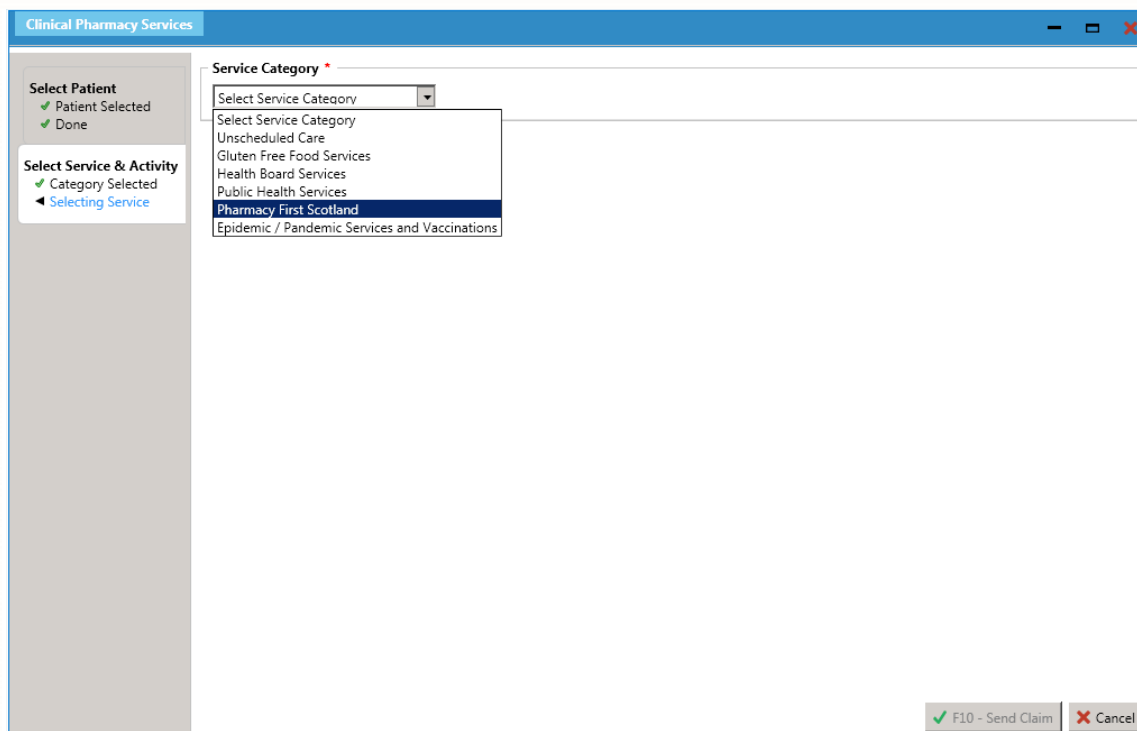 Clinical Pharmacy Services
Select Patient
Patient Selected
Done
Select Service & Activity
Category Selected
Selecting Service
Service Category *
Select Service Category
Select Service Category
Unscheduled Care
Gluten Free Food Services
Health Board Services
Public Health Services
Pharmacy First Scotland
Epidemic / Pandemic Services and Vaccinations
F10 - Send Claim
Cancel